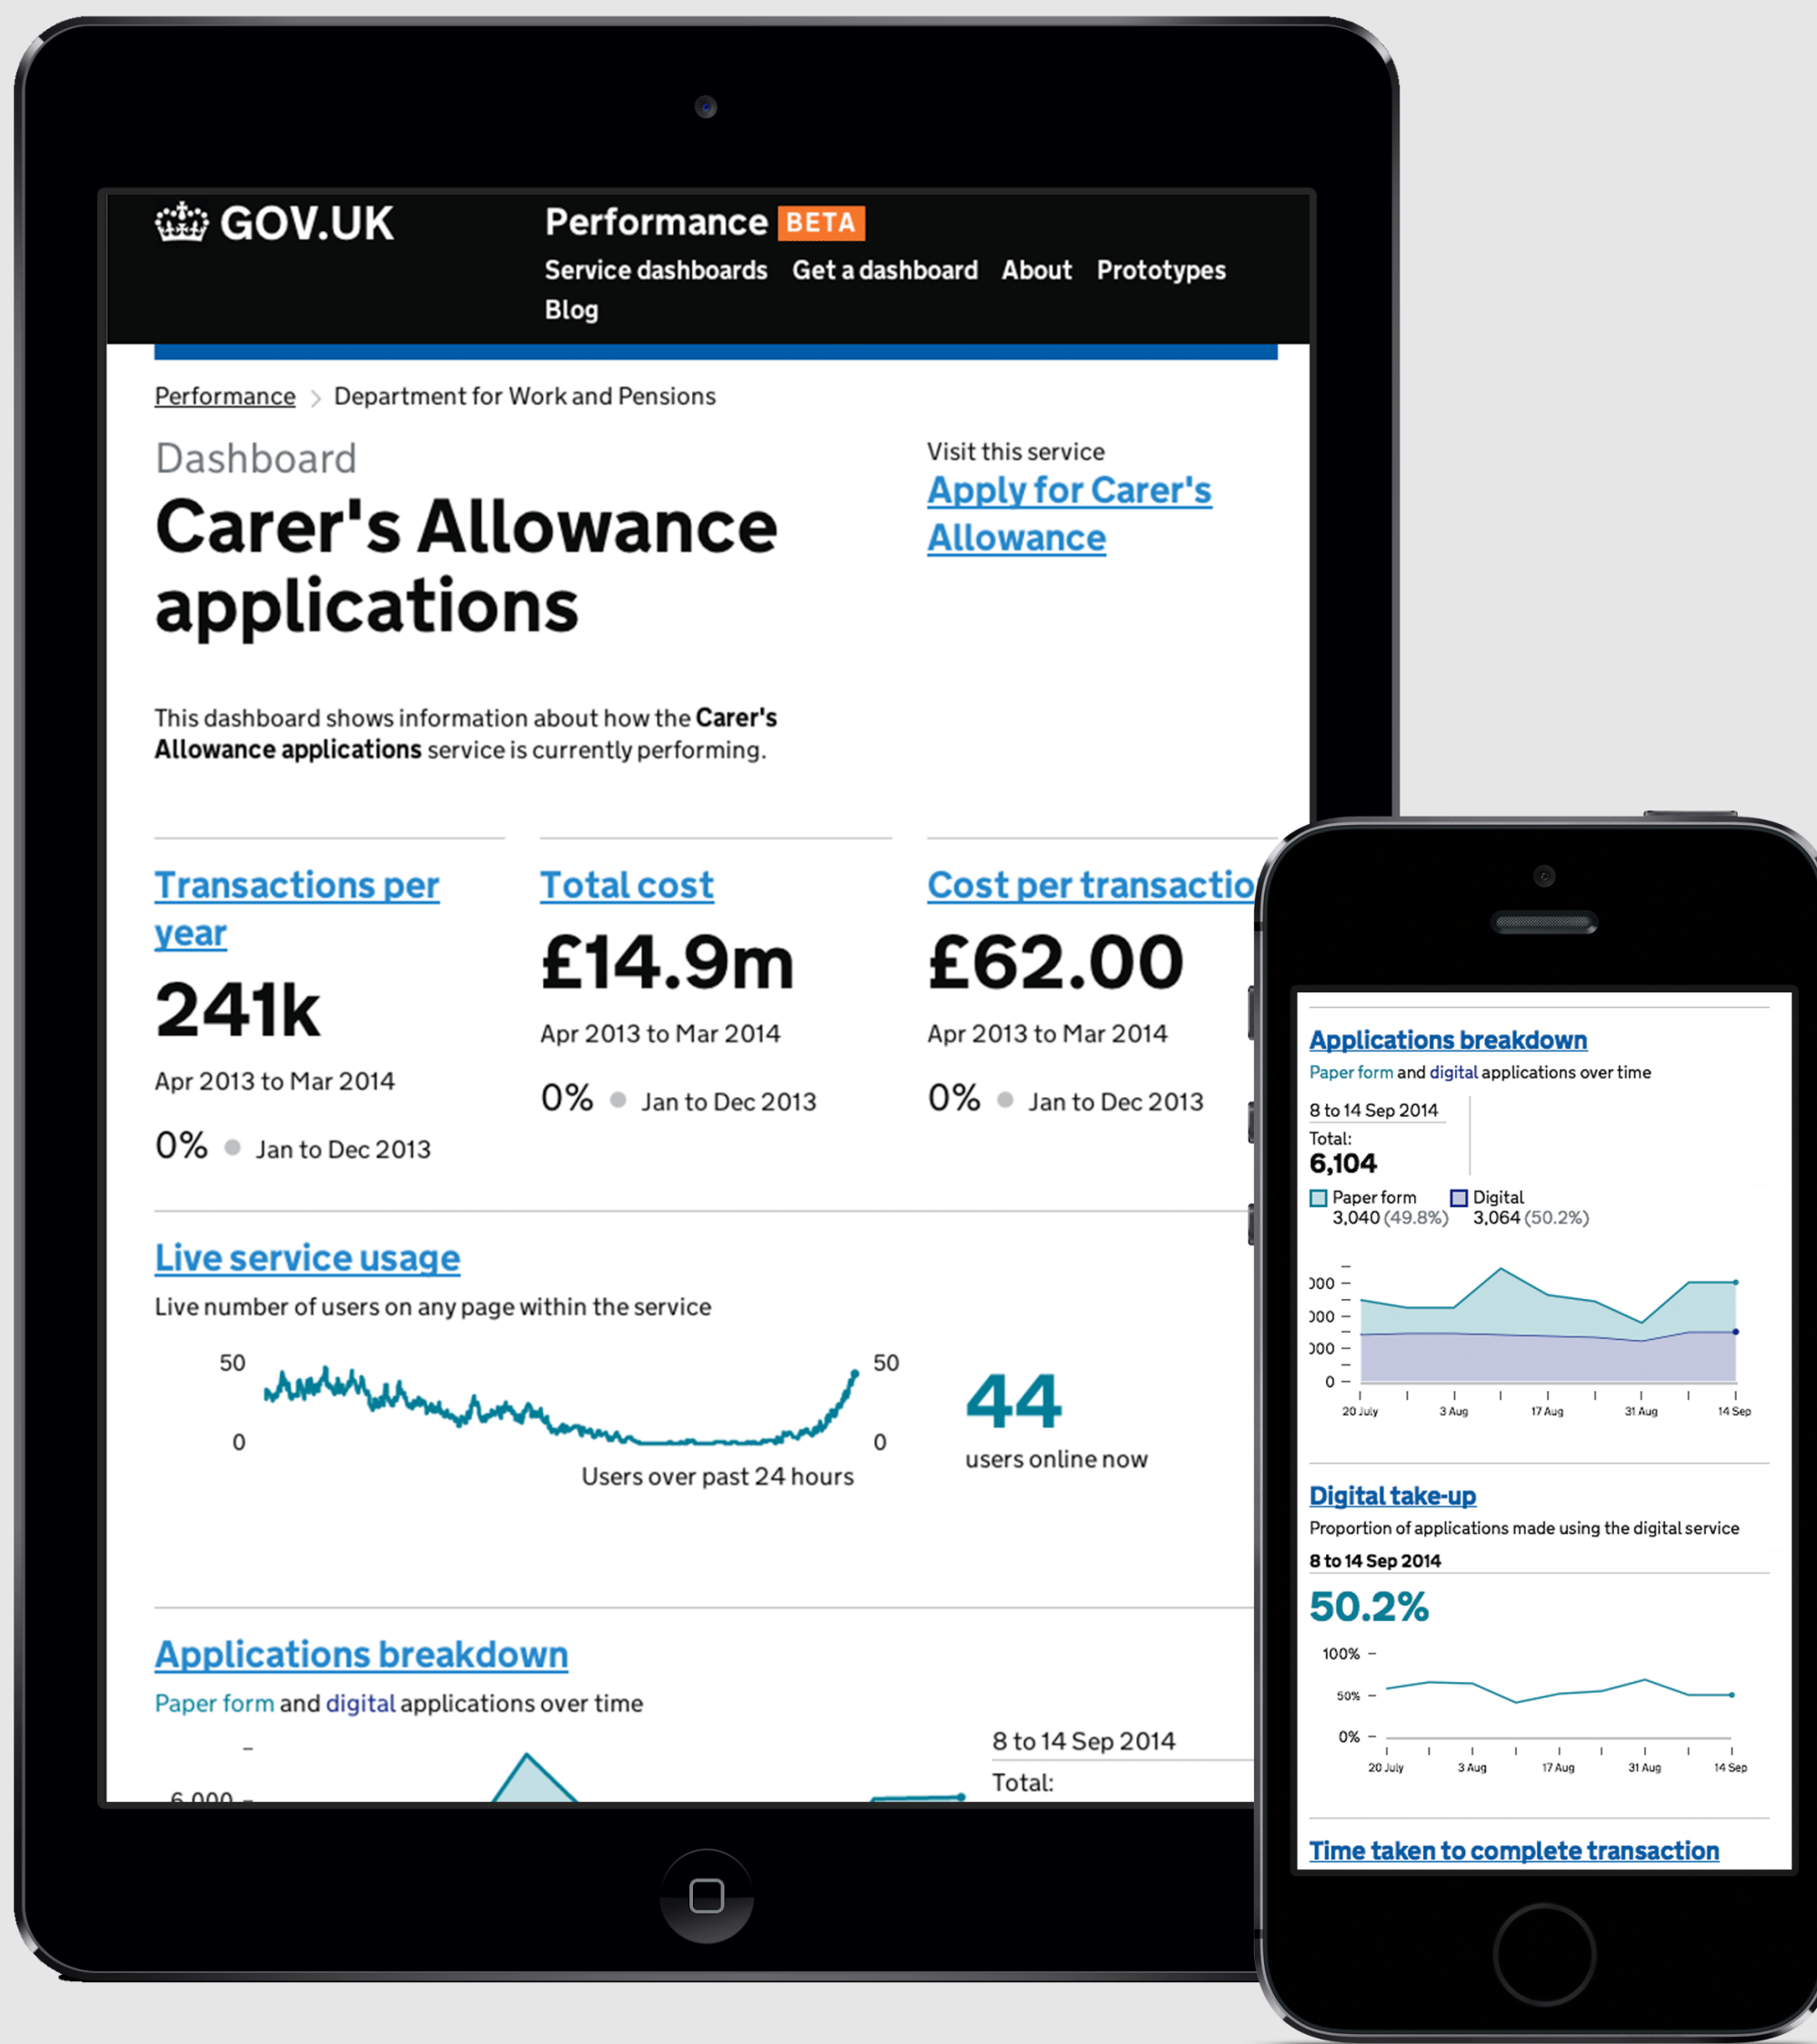 GOV.UK
Performance BETA
Service dashboards Get a dashboard About Prototypes
Blog
Performance > Department for Work and Pensions
Dashboard
Carer's Allowance
applications
Visit this service
Apply for Carer's
Allowance
This dashboard shows information about how the Carer's
Allowance applications service is currently performing.
Transactions per
year
241k
Apr 2013 to Mar 2014
0% Jan to Dec 2013
Total cost
£14.9m
Apr 2013 to Mar 2014
0% Jan to Dec 2013
Cost per transactio
£62.00
Apr 2013 to Mar 2014
0% Jan to Dec 2013
Live service usage
Live number of users on any page within the service
50
0
50
0
Users over past 24 hours
44
users online now
Applications breakdown
Paper form and digital applications over time
6,000
8 to 14 Sep 2014
Total:
Applications breakdown
Paper form and digital applications over time
8 to 14 Sep 2014
Total:
6,104
Paper form Digital
3,040 (49.8%) 3,064 (50.2%)
000
000
000
0
20 July 3 Aug 17 Aug 31 Aug 14 Sep
Digital take-up
Proportion of applications made using the digital service
8 to 14 Sep 2014
50.2%
100%
50%
0%
20 July 3 Aug 17 Aug 31 Aug 14 Sep
Time taken to complete transaction